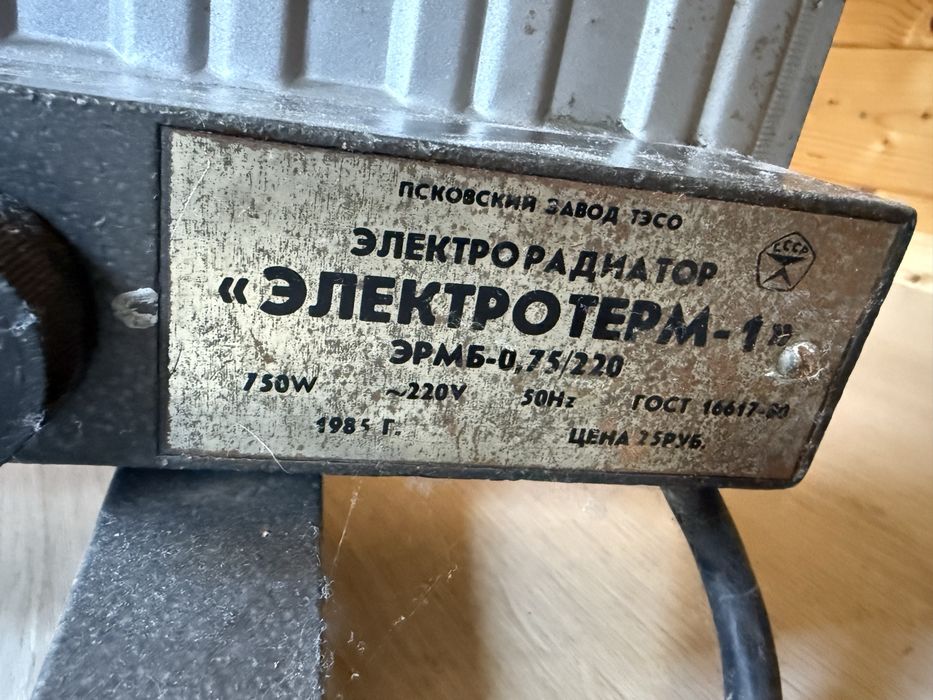 ПСКОВСКИЙ ЗАВОД ТЭСО
СССР
ЭЛЕКТРОРАДИАТОР
«ЭЛЕКТРОТЕРМ-1»
ЭРМБ-0,75/220
750W ~220V 50Hz ГОСТ 16617-80
1985 Г. ЦЕНА 25РУБ.